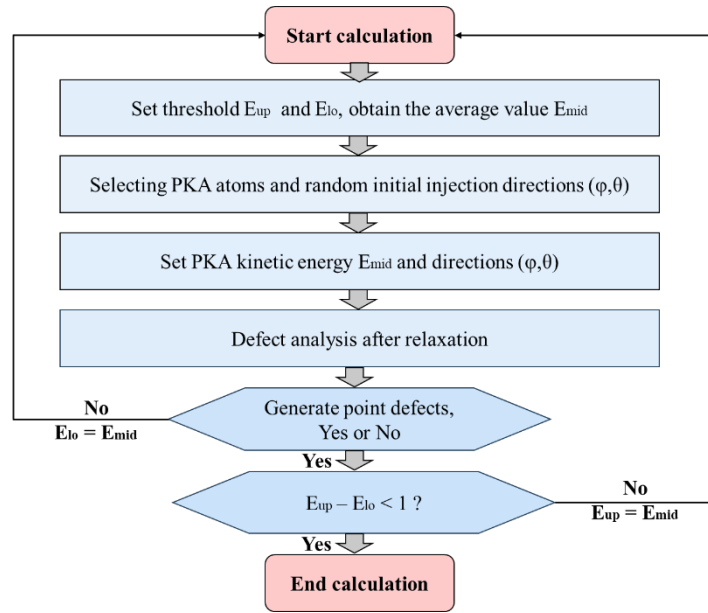 Start calculation
Set threshold Eup and Elo, obtain the average value Emid
Selecting PKA atoms and random initial injection directions (φ,θ)
Set PKA kinetic energy Emid and directions (φ,θ)
Defect analysis after relaxation
Generate point defects,
Yes or No
No
Elo = Emid
Yes
Eup – Elo < 1 ?
No
Eup = Emid
Yes
End calculation